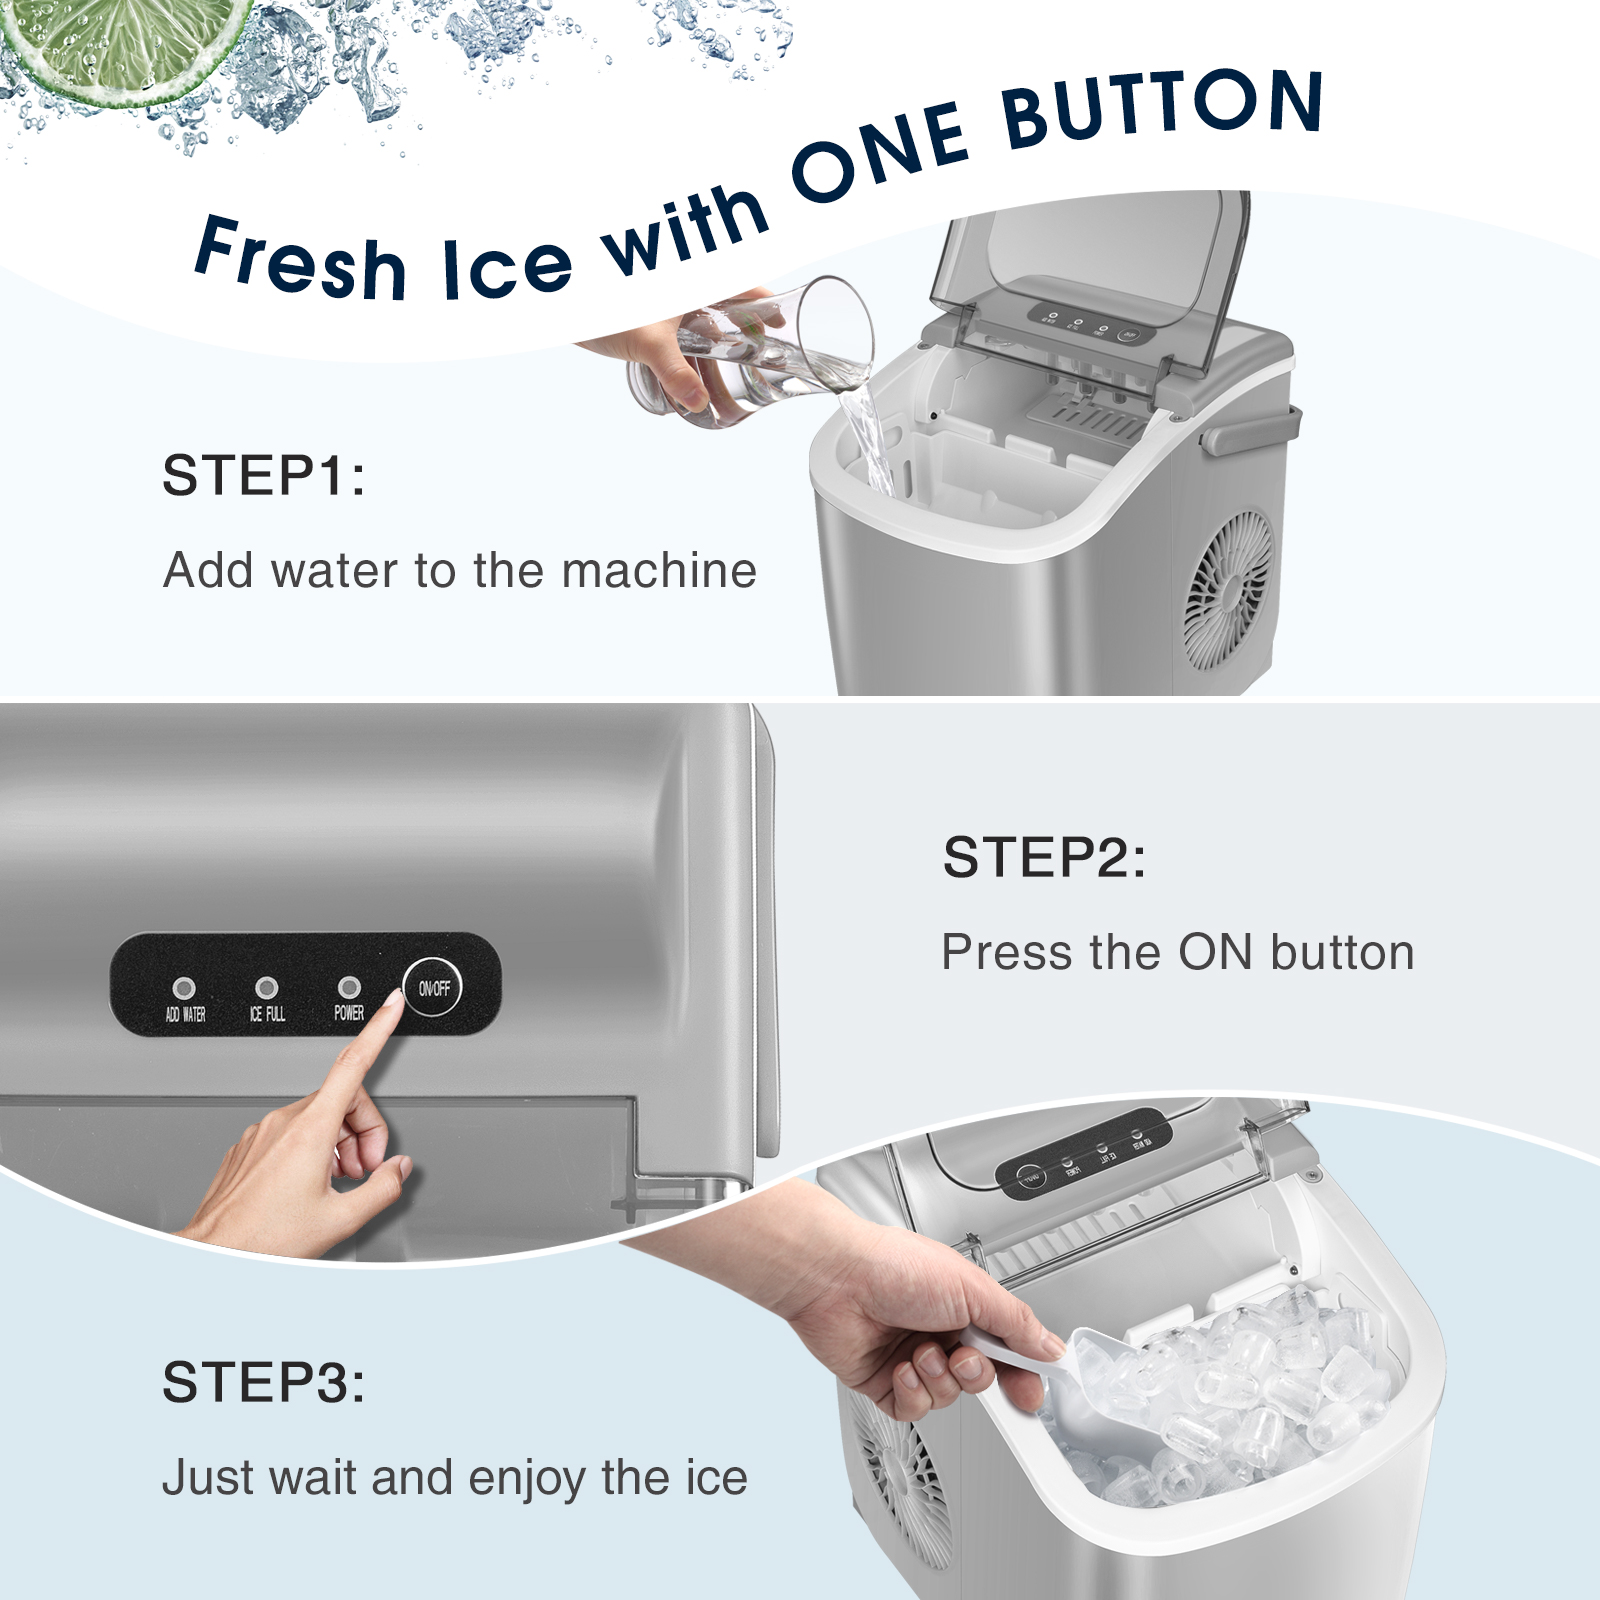 Fresh Ice with ONE BUTTON
STEP1:
Add water to the machine
STEP2:
Press the ON button
ADD WATER
ICE FULL
POWER
ON/OFF
STEP3:
Just wait and enjoy the ice